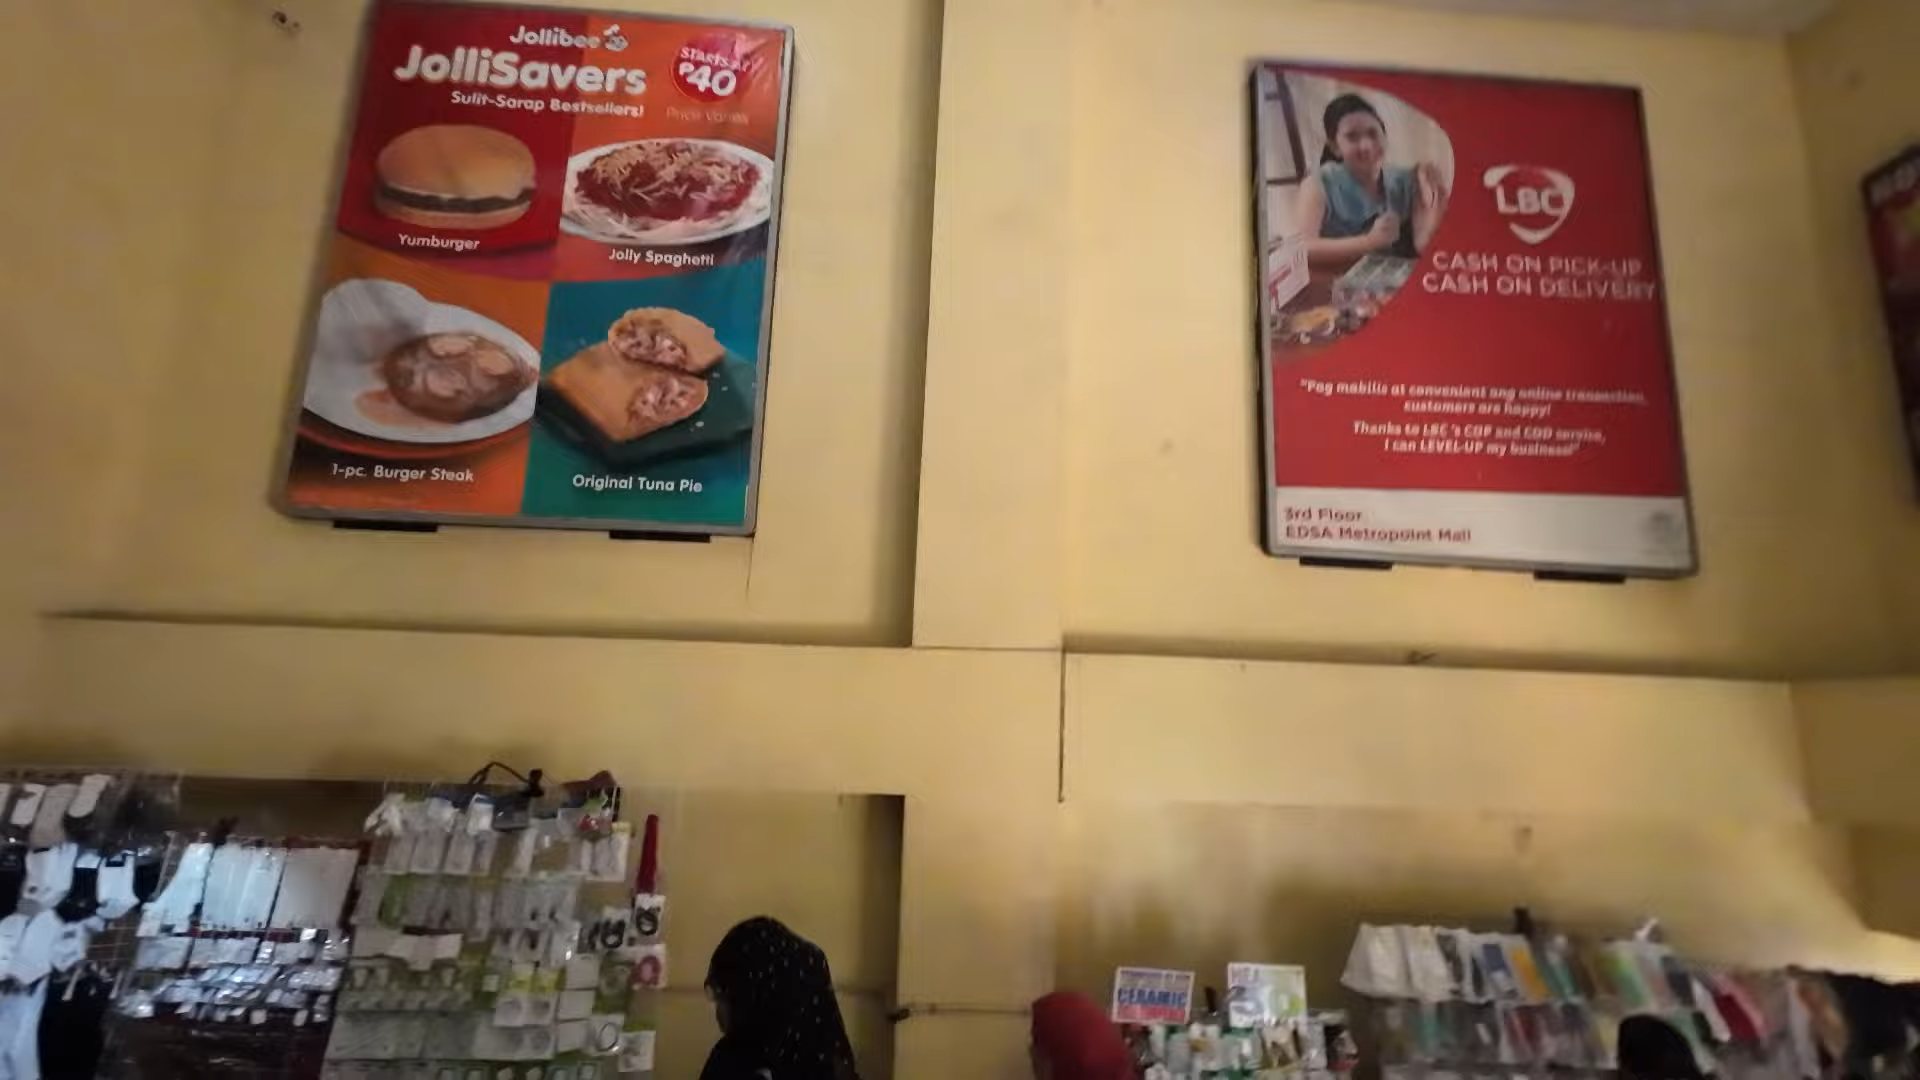 Jollibee
JolliSavers
Sulit-Sarap Bestsellers!
STARTS AT
₱40
Price Varies
Yumburger
Jolly Spaghetti
1-pc. Burger Steak
Original Tuna Pie
LBC
CASH ON PICK-UP
CASH ON DELIVERY
"Pag mabilis at convenient ang online transaction,
customers are happy!
Thanks to LBC's COP and COD service,
I can LEVEL-UP my business!"
3rd Floor
EDSA Metropoint Mall
CERAMIC